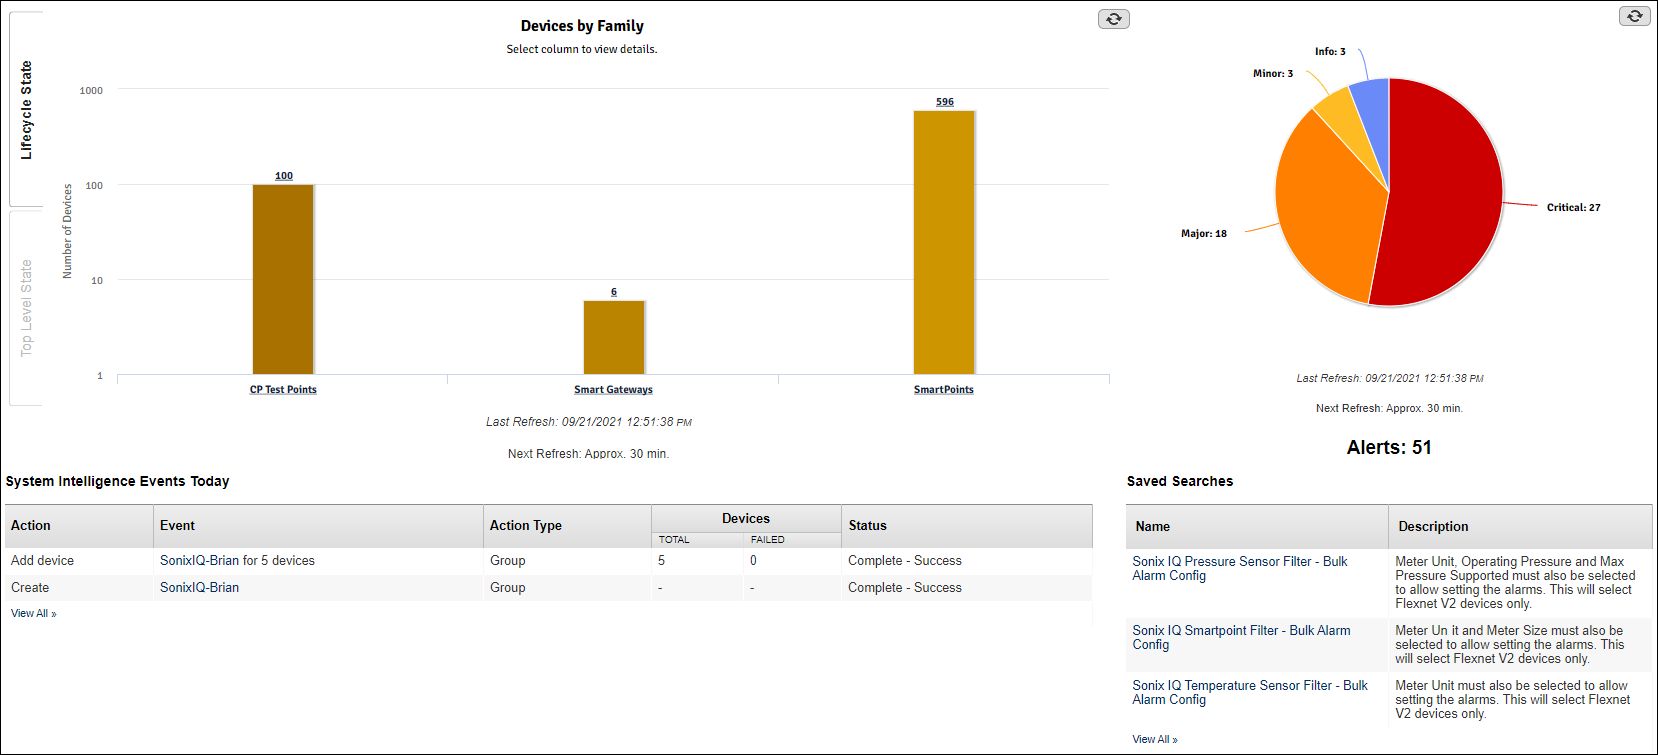 Lifecycle State
Top Level State
Devices by Family
Select column to view details.
Number of Devices
1000
100
10
1
100
6
596
CP Test Points
Smart Gateways
SmartPoints
Last Refresh: 09/21/2021 12:51:38 PM
Next Refresh: Approx. 30 min.
Info: 3
Minor: 3
Major: 18
Critical: 27
Last Refresh: 09/21/2021 12:51:38 PM
Next Refresh: Approx. 30 min.
Alerts: 51
System Intelligence Events Today
Action Event Action Type Devices Status
TOTAL FAILED
Add device SonixIQ-Brian for 5 devices Group 5 0 Complete - Success
Create SonixIQ-Brian Group - - Complete - Success
View All »
Saved Searches
Name Description
Sonix IQ Pressure Sensor Filter - Bulk
Alarm Config
Meter Unit, Operating Pressure and Max
Pressure Supported must also be selected
to allow setting the alarms. This will select
Flexnet V2 devices only.
Sonix IQ Smartpoint Filter - Bulk Alarm
Config
Meter Un it and Meter Size must also be
selected to allow setting the alarms. This
will select Flexnet V2 devices only.
Sonix IQ Temperature Sensor Filter - Bulk
Alarm Config
Meter Unit must also be selected to allow
setting the alarms. This will select Flexnet
V2 devices only.
View All »